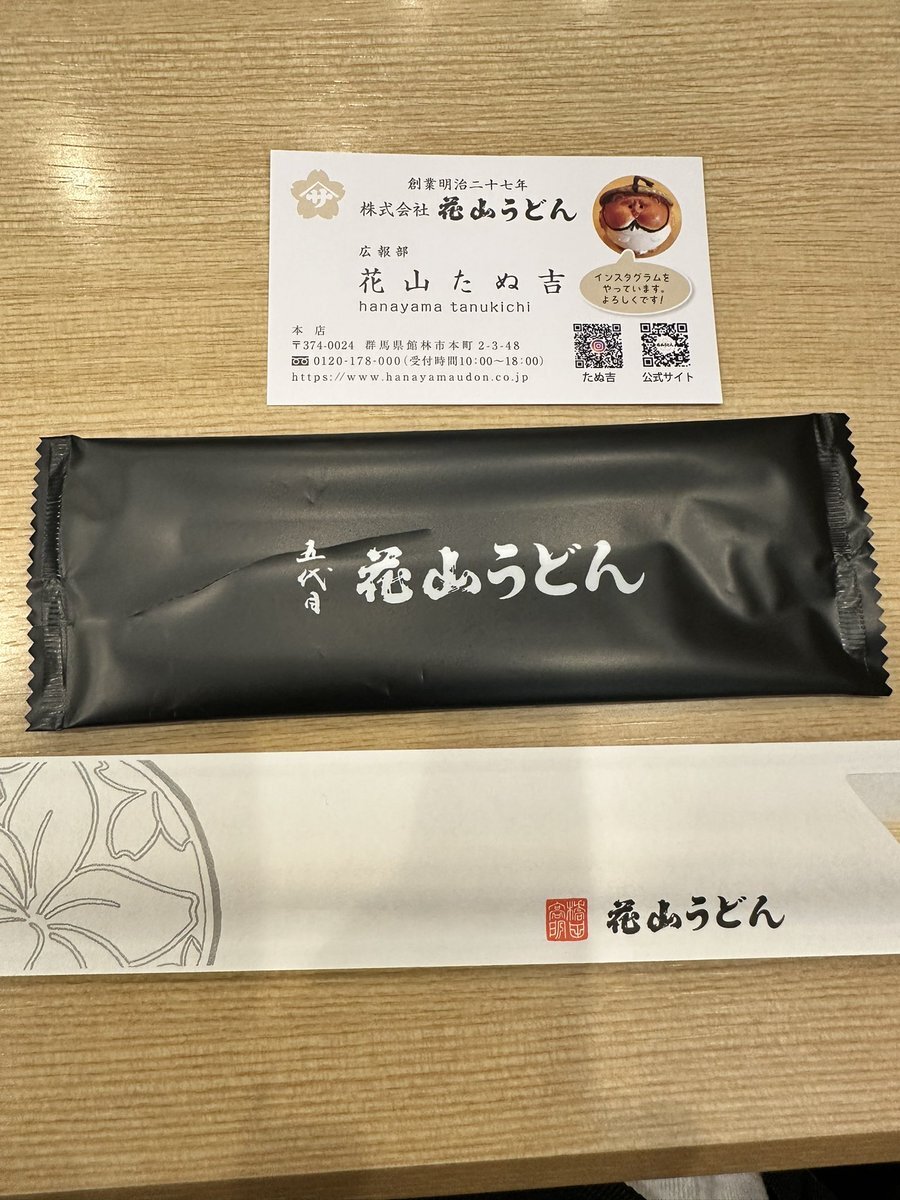 創業明治二十七年
株式会社 花山うどん
広報部
花山たぬ吉
hanayama tanukichi
インスタグラムを
やっています。
よろしくです!
本店
〒374-0024 群馬県館林市本町2-3-48
0120-178-000(受付時間10:00〜18:00)
https://www.hanayamaudon.co.jp
たぬ吉
公式サイト
サ
五代目
花山うどん
橋田
高明
花山うどん